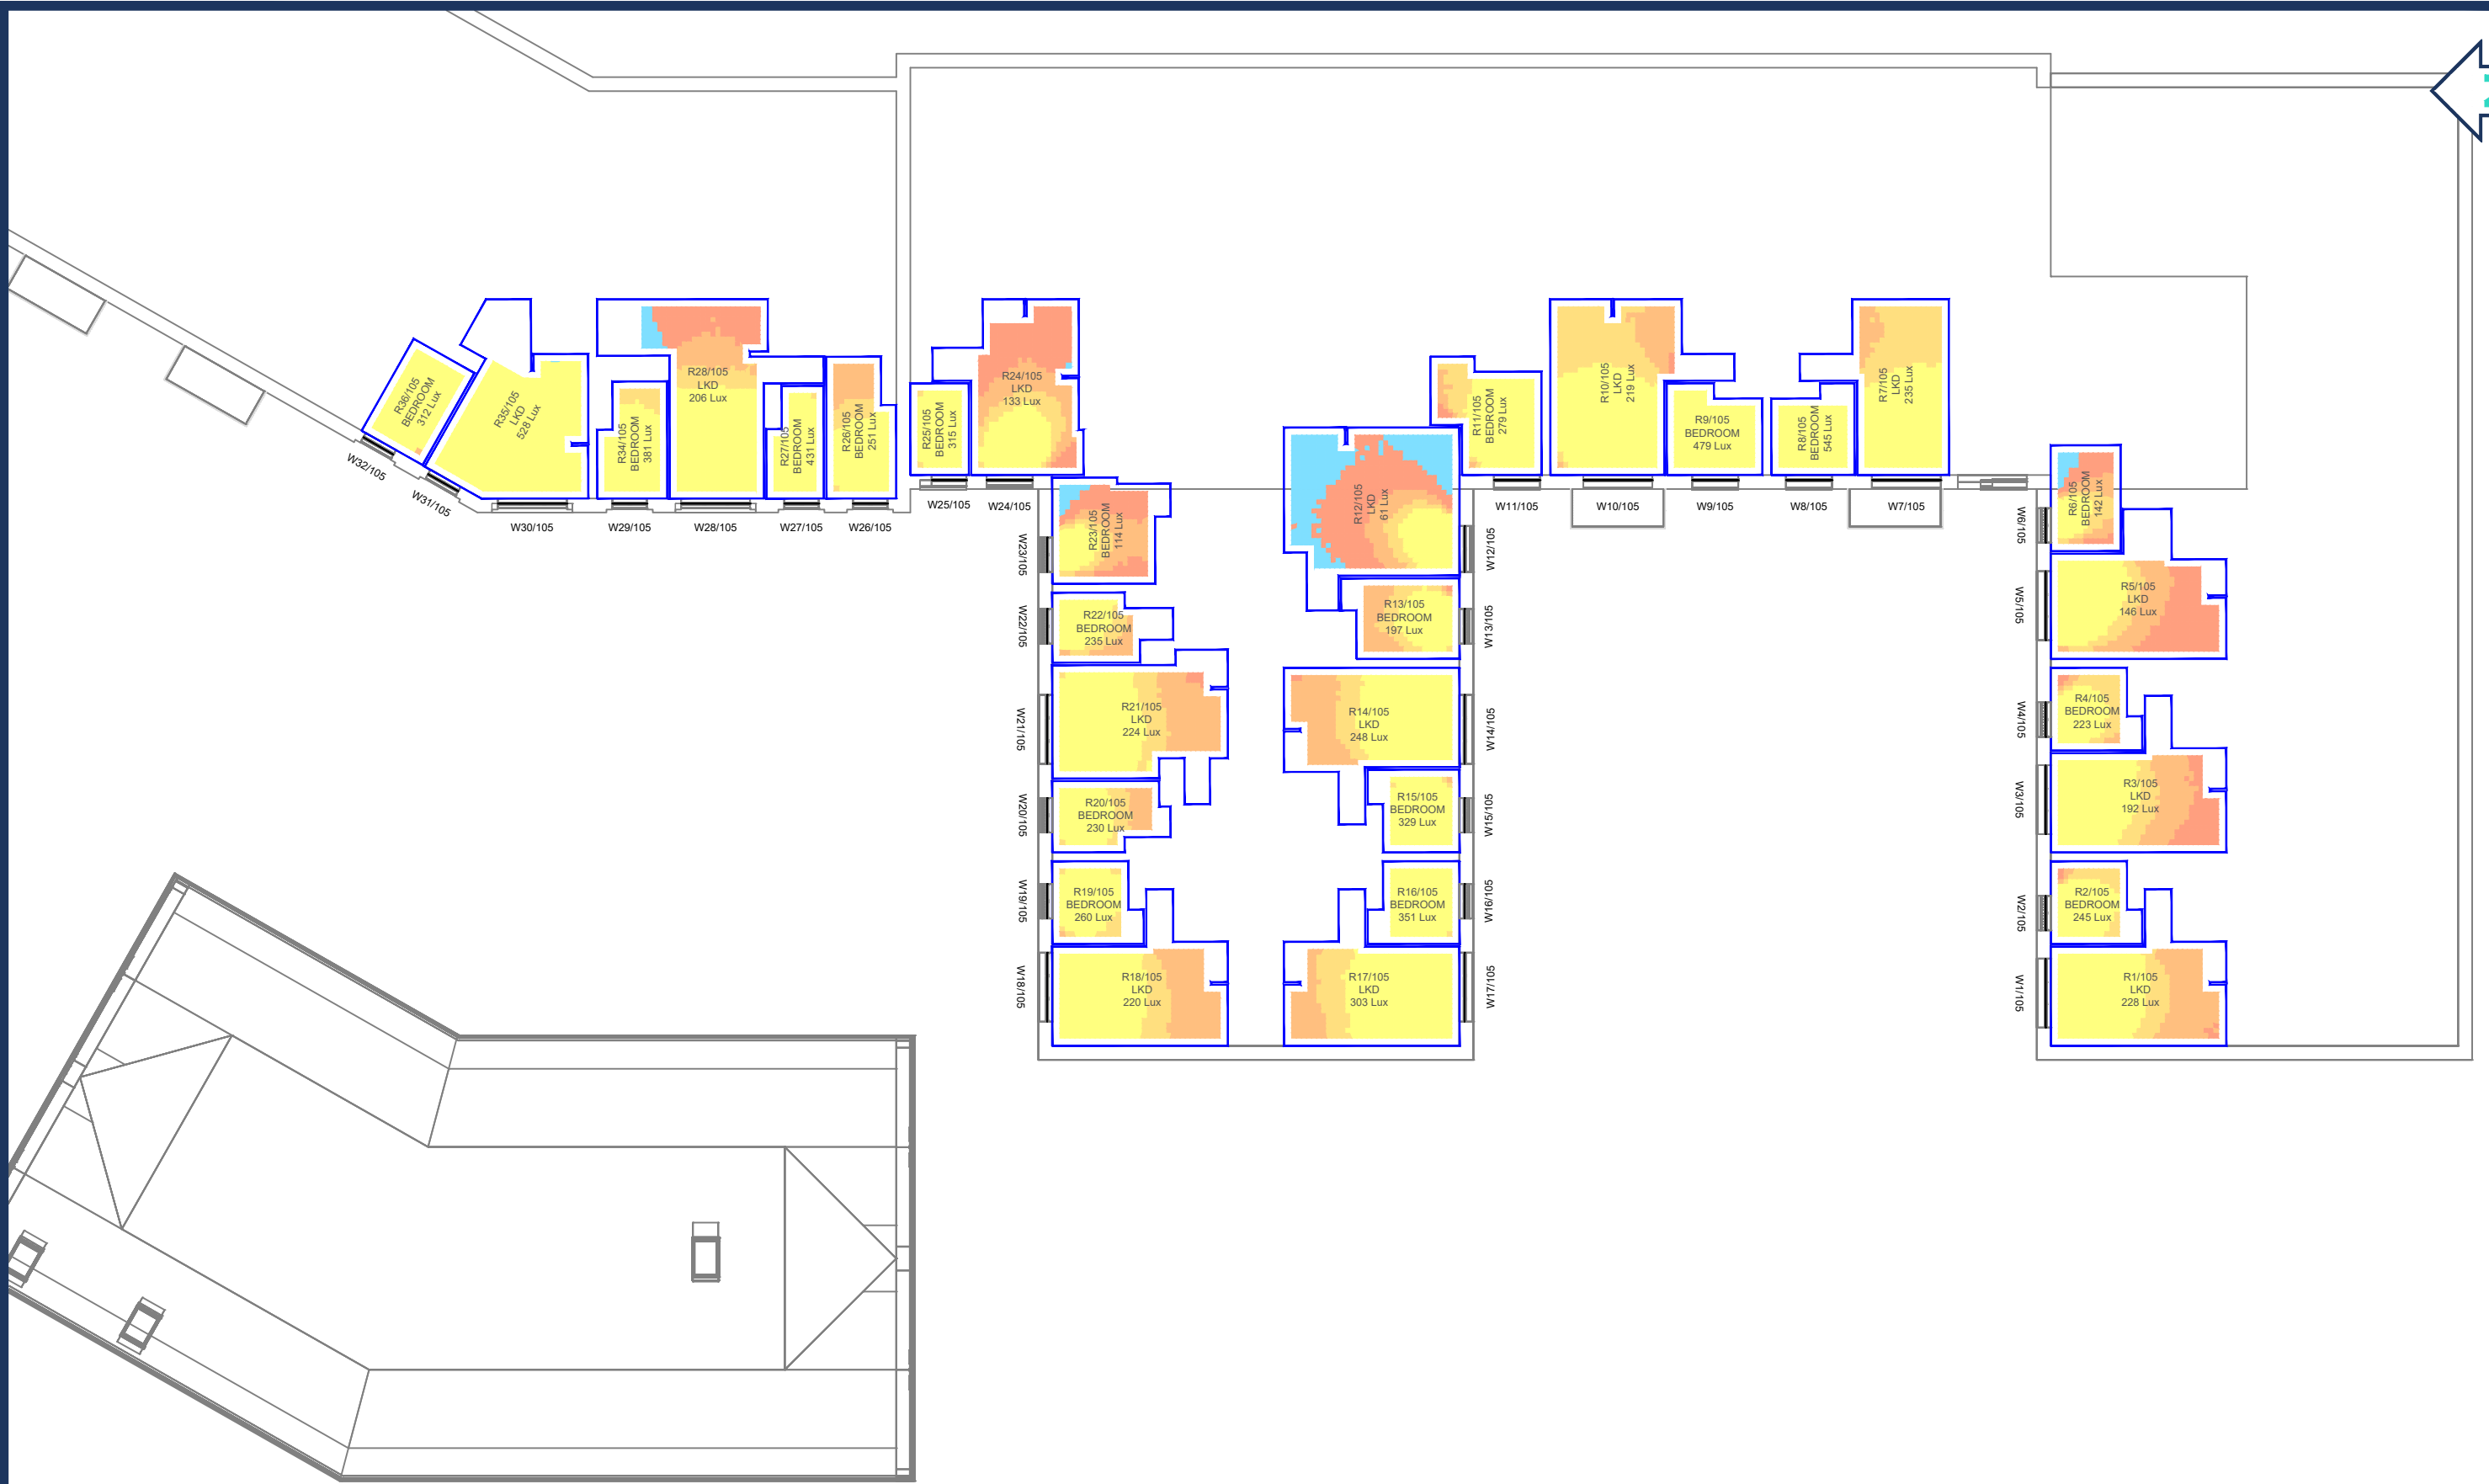 R36/105
BEDROOM
312 Lux
R35/105
LKD
528 Lux
R34/105
BEDROOM
381 Lux
R28/105
LKD
206 Lux
R27/105
BEDROOM
431 Lux
R26/105
BEDROOM
251 Lux
R25/105
BEDROOM
315 Lux
R24/105
LKD
133 Lux
R11/105
BEDROOM
279 Lux
R10/105
LKD
219 Lux
R9/105
BEDROOM
479 Lux
R8/105
BEDROOM
545 Lux
R7/105
LKD
235 Lux
W32/105
W31/105
W30/105
W29/105
W28/105
W27/105
W26/105
W25/105
W24/105
W11/105
W10/105
W9/105
W8/105
W7/105
R23/105
BEDROOM
114 Lux
W23/105
R12/105
LKD
61 Lux
W12/105
R6/105
BEDROOM
142 Lux
W6/105
R22/105
BEDROOM
235 Lux
W22/105
R13/105
BEDROOM
197 Lux
W13/105
R5/105
LKD
146 Lux
W5/105
R21/105
LKD
224 Lux
W21/105
R14/105
LKD
248 Lux
W14/105
R4/105
BEDROOM
223 Lux
W4/105
R20/105
BEDROOM
230 Lux
W20/105
R15/105
BEDROOM
329 Lux
W15/105
R3/105
LKD
192 Lux
W3/105
R19/105
BEDROOM
260 Lux
W19/105
R16/105
BEDROOM
351 Lux
W16/105
R2/105
BEDROOM
245 Lux
W2/105
R18/105
LKD
220 Lux
W18/105
R17/105
LKD
303 Lux
W17/105
R1/105
LKD
228 Lux
W1/105